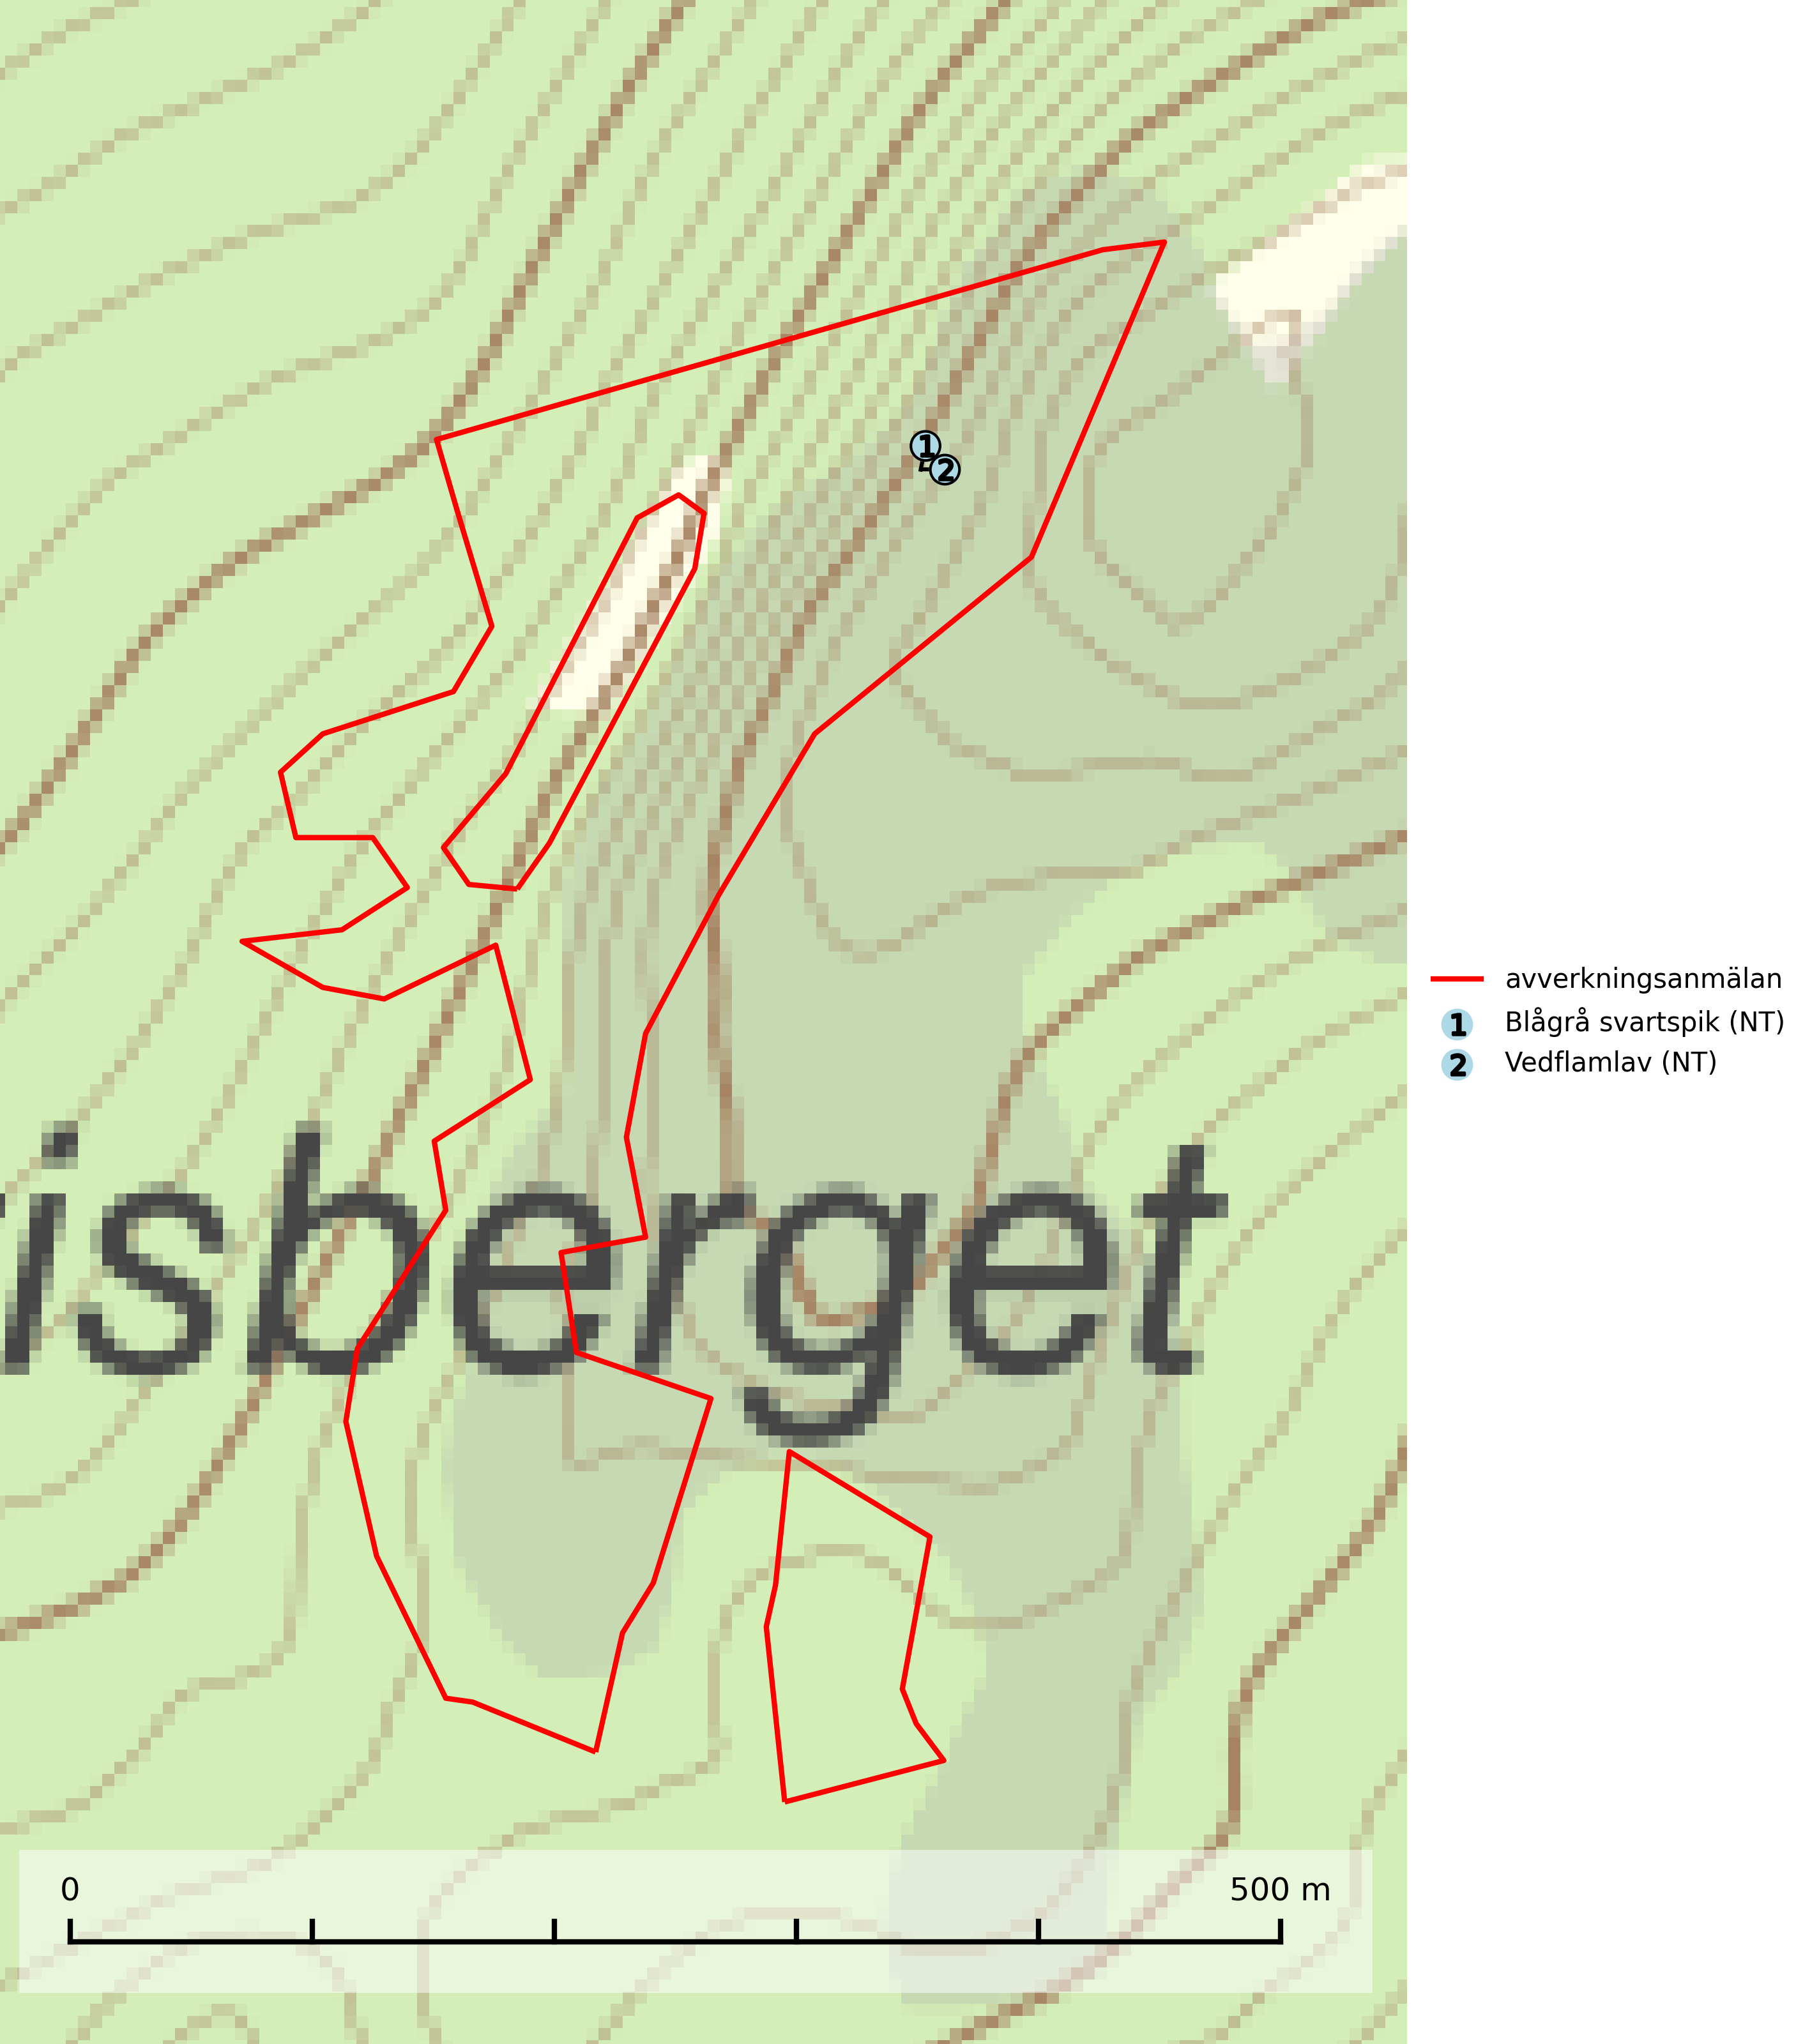 1
2
isberget
avverkningsanmälan
1 Blågrå svartspik (NT)
2 Vedflamlav (NT)
0 500 m